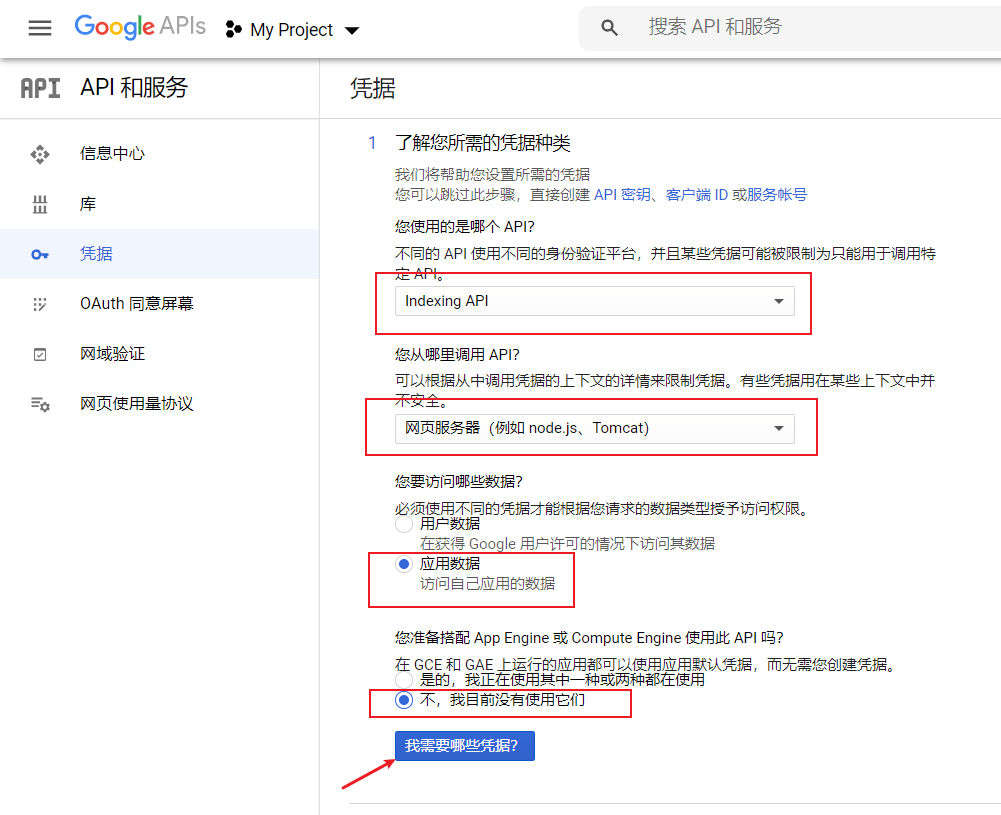 Google APIs
My Project
搜索 API 和服务
API
API 和服务
凭据
信息中心
库
凭据
OAuth 同意屏幕
网域验证
网页使用量协议
1 了解您所需的凭据种类
我们将帮助您设置所需的凭据
您可以跳过此步骤，直接创建 API 密钥、客户端 ID 或服务帐号
您使用的是哪个 API?
不同的 API 使用不同的身份验证平台，并且某些凭据可能被限制为只能用于调用特
定 API。
Indexing API
您从哪里调用 API?
可以根据从中调用凭据的上下文的详情来限制凭据。有些凭据用在某些上下文中并
不安全。
网页服务器（例如 node.js、Tomcat)
您要访问哪些数据?
必须使用不同的凭据才能根据您请求的数据类型授予访问权限。
用户数据
在获得 Google 用户许可的情况下访问其数据
应用数据
访问自己应用的数据
您准备搭配 App Engine 或 Compute Engine 使用此 API 吗?
在 GCE 和 GAE 上运行的应用都可以使用应用默认凭据，而无需您创建凭据。
是的，我正在使用其中一种或两种都在使用
不，我目前没有使用它们
我需要哪些凭据?